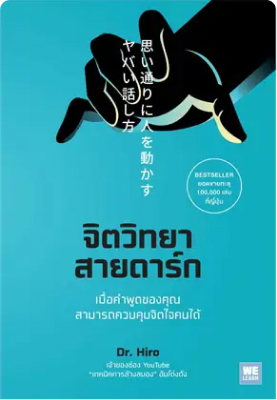 思い通りに人を動かす
ヤバい話し方
BESTSELLER
ยอดขายทะลุ
100,000 เล่ม
ที่ญี่ปุ่น
จิตวิทยา
สายดาร์ก
เมื่อคำพูดของคุณ
สามารถควบคุมจิตใจคนได้
Dr. Hiro
เจ้าของช่อง YouTube
"เทคนิคการล้างสมอง" อันโด่งดัง
WE
LEARN